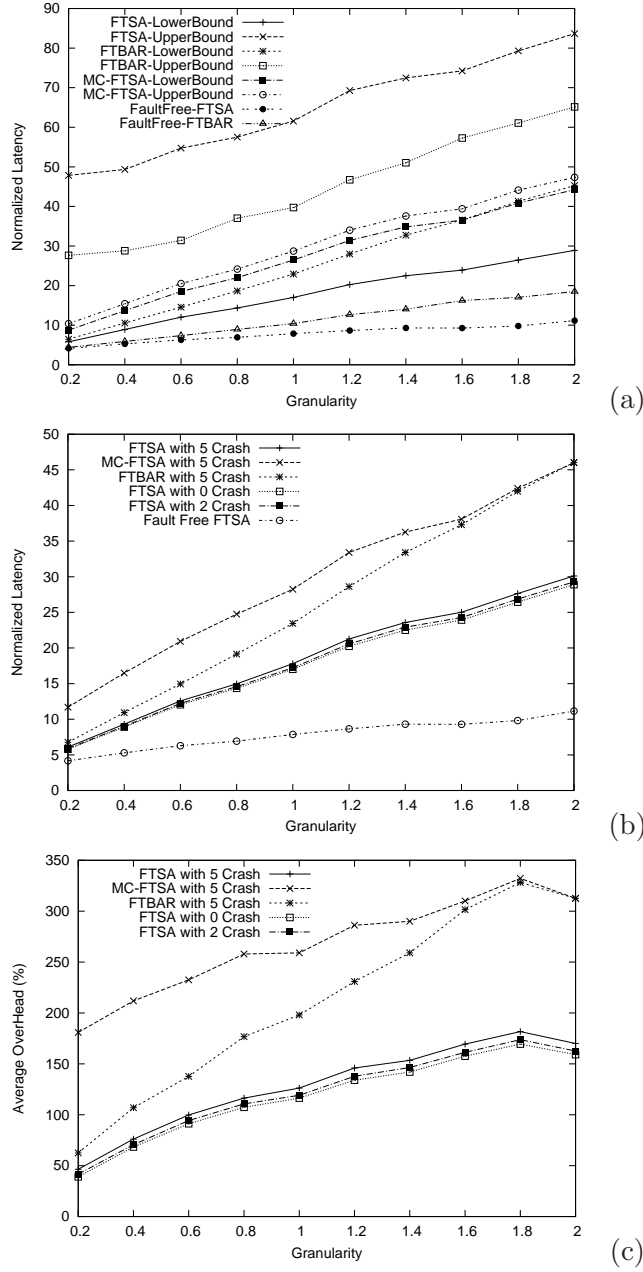 90
80
70
60
50
40
30
20
10
0
Normalized Latency
FTSA-LowerBound
FTSA-UpperBound
FTBAR-LowerBound
FTBAR-UpperBound
MC-FTSA-LowerBound
MC-FTSA-UpperBound
FaultFree-FTSA
FaultFree-FTBAR
0.2 0.4 0.6 0.8 1 1.2 1.4 1.6 1.8 2
Granularity
(a)
50
45
40
35
30
25
20
15
10
5
0
Normalized Latency
FTSA with 5 Crash
MC-FTSA with 5 Crash
FTBAR with 5 Crash
FTSA with 0 Crash
FTSA with 2 Crash
Fault Free FTSA
0.2 0.4 0.6 0.8 1 1.2 1.4 1.6 1.8 2
Granularity
(b)
350
300
250
200
150
100
50
0
Average OverHead (%)
FTSA with 5 Crash
MC-FTSA with 5 Crash
FTBAR with 5 Crash
FTSA with 0 Crash
FTSA with 2 Crash
0.2 0.4 0.6 0.8 1 1.2 1.4 1.6 1.8 2
Granularity
(c)